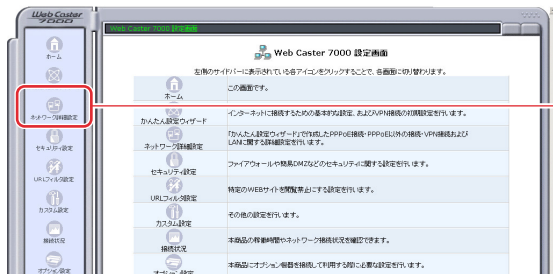 Web Caster
7000
Web Caster 7000 設定画面
ホーム
ネットワーク詳細設定
セキュリティ設定
URLフィルタ設定
カスタム設定
接続状況
オプション設定
Web Caster 7000 設定画面
左側のサイドバーに表示されている各アイコンをクリックすることで、各画面に切り替わります。
ホーム
この画面です。
かんたん設定ウィザード
インターネットに接続するための基本的な設定、およびVPN接続の初期設定を行います。
ネットワーク詳細設定
「かんたん設定ウィザード」で作成したPPPoE接続・PPPoE以外の接続・VPN接続および
LANに関する詳細設定を行います。
セキュリティ設定
ファイアウォールや簡易DMZなどのセキュリティに関する設定を行います。
URLフィルタ設定
特定のWEBサイトを閲覧禁止にする設定を行います。
カスタム設定
その他の設定を行います。
接続状況
本商品の稼働時間やネットワーク接続状況を確認できます。
オプション設定
本商品にオプション機器を接続して利用する際に必要な設定を行います。